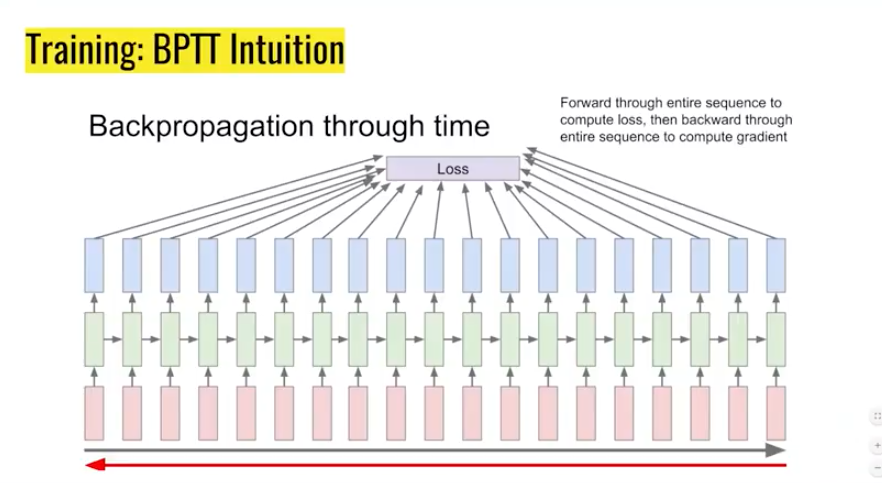 Training: BPTT Intuition
Backpropagation through time
Forward through entire sequence to
compute loss, then backward through
entire sequence to compute gradient
Loss